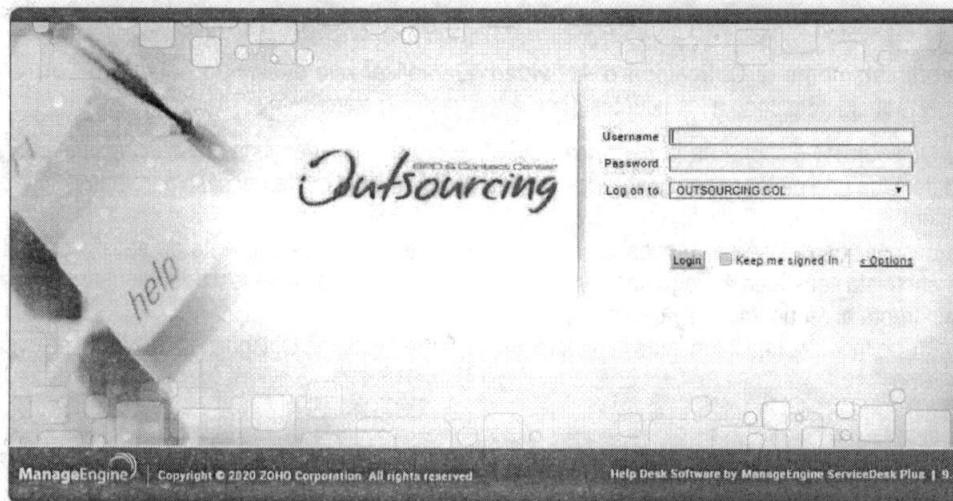 BPO & Contact Center
Outsourcing
Username
Password
Log on to OUTSOURCING.COL
Login Keep me signed in < Options
help
ManageEngine Copyright © 2020 ZOHO Corporation. All rights reserved
Help Desk Software by ManageEngine ServiceDesk Plus | 9.